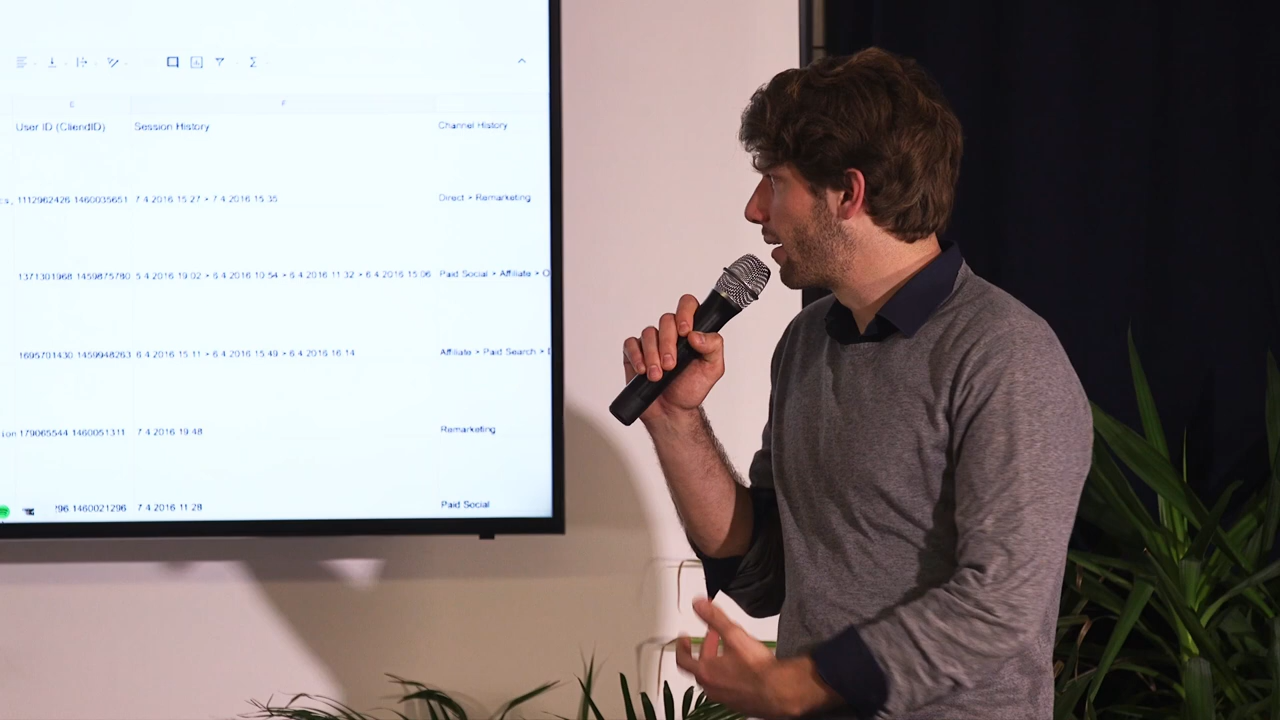 E F
User ID (ClientID) Session History Channel History
cs, 1112962426.1460035651 7.4.2016 15:27 > 7.4.2016 15:35 Direct > Remarketing
1371301968.1459875780 5.4.2016 19:02 > 6.4.2016 10:54 > 6.4.2016 11:32 > 6.4.2016 15:06 Paid Social > Affiliate > O
1695701430.1459948263 6.4.2016 15:11 > 6.4.2016 15:49 > 6.4.2016 16:14 Affiliate > Paid Search >
ion 179065544.1460051311 7.4.2016 19:48 Remarketing
96.1460021296 7.4.2016 11:28 Paid Social